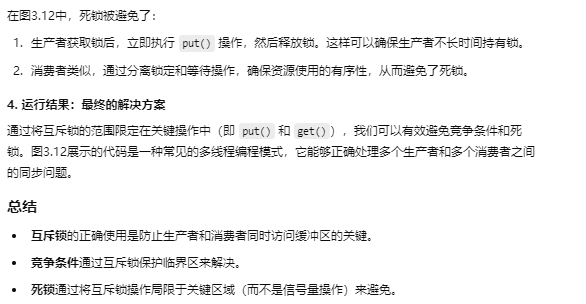 在图3.12中，死锁被避免了：
1. 生产者获取锁后，立即执行 put() 操作，然后释放锁。这样可以确保生产者不长时间持有锁。
2. 消费者类似，通过分离锁定和等待操作，确保资源使用的有序性，从而避免了死锁。
4. 运行结果：最终的解决方案
通过将互斥锁的范围限定在关键操作中（即 put() 和 get()），我们可以有效避免竞争条件和死
锁。图3.12展示的代码是一种常见的多线程编程模式，它能够正确处理多个生产者和多个消费者之间
的同步问题。
总结
• 互斥锁的正确使用是防止生产者和消费者同时访问缓冲区的关键。
• 竞争条件通过互斥锁保护临界区来解决。
• 死锁通过将互斥锁操作局限于关键区域（而不是信号量操作）来避免。